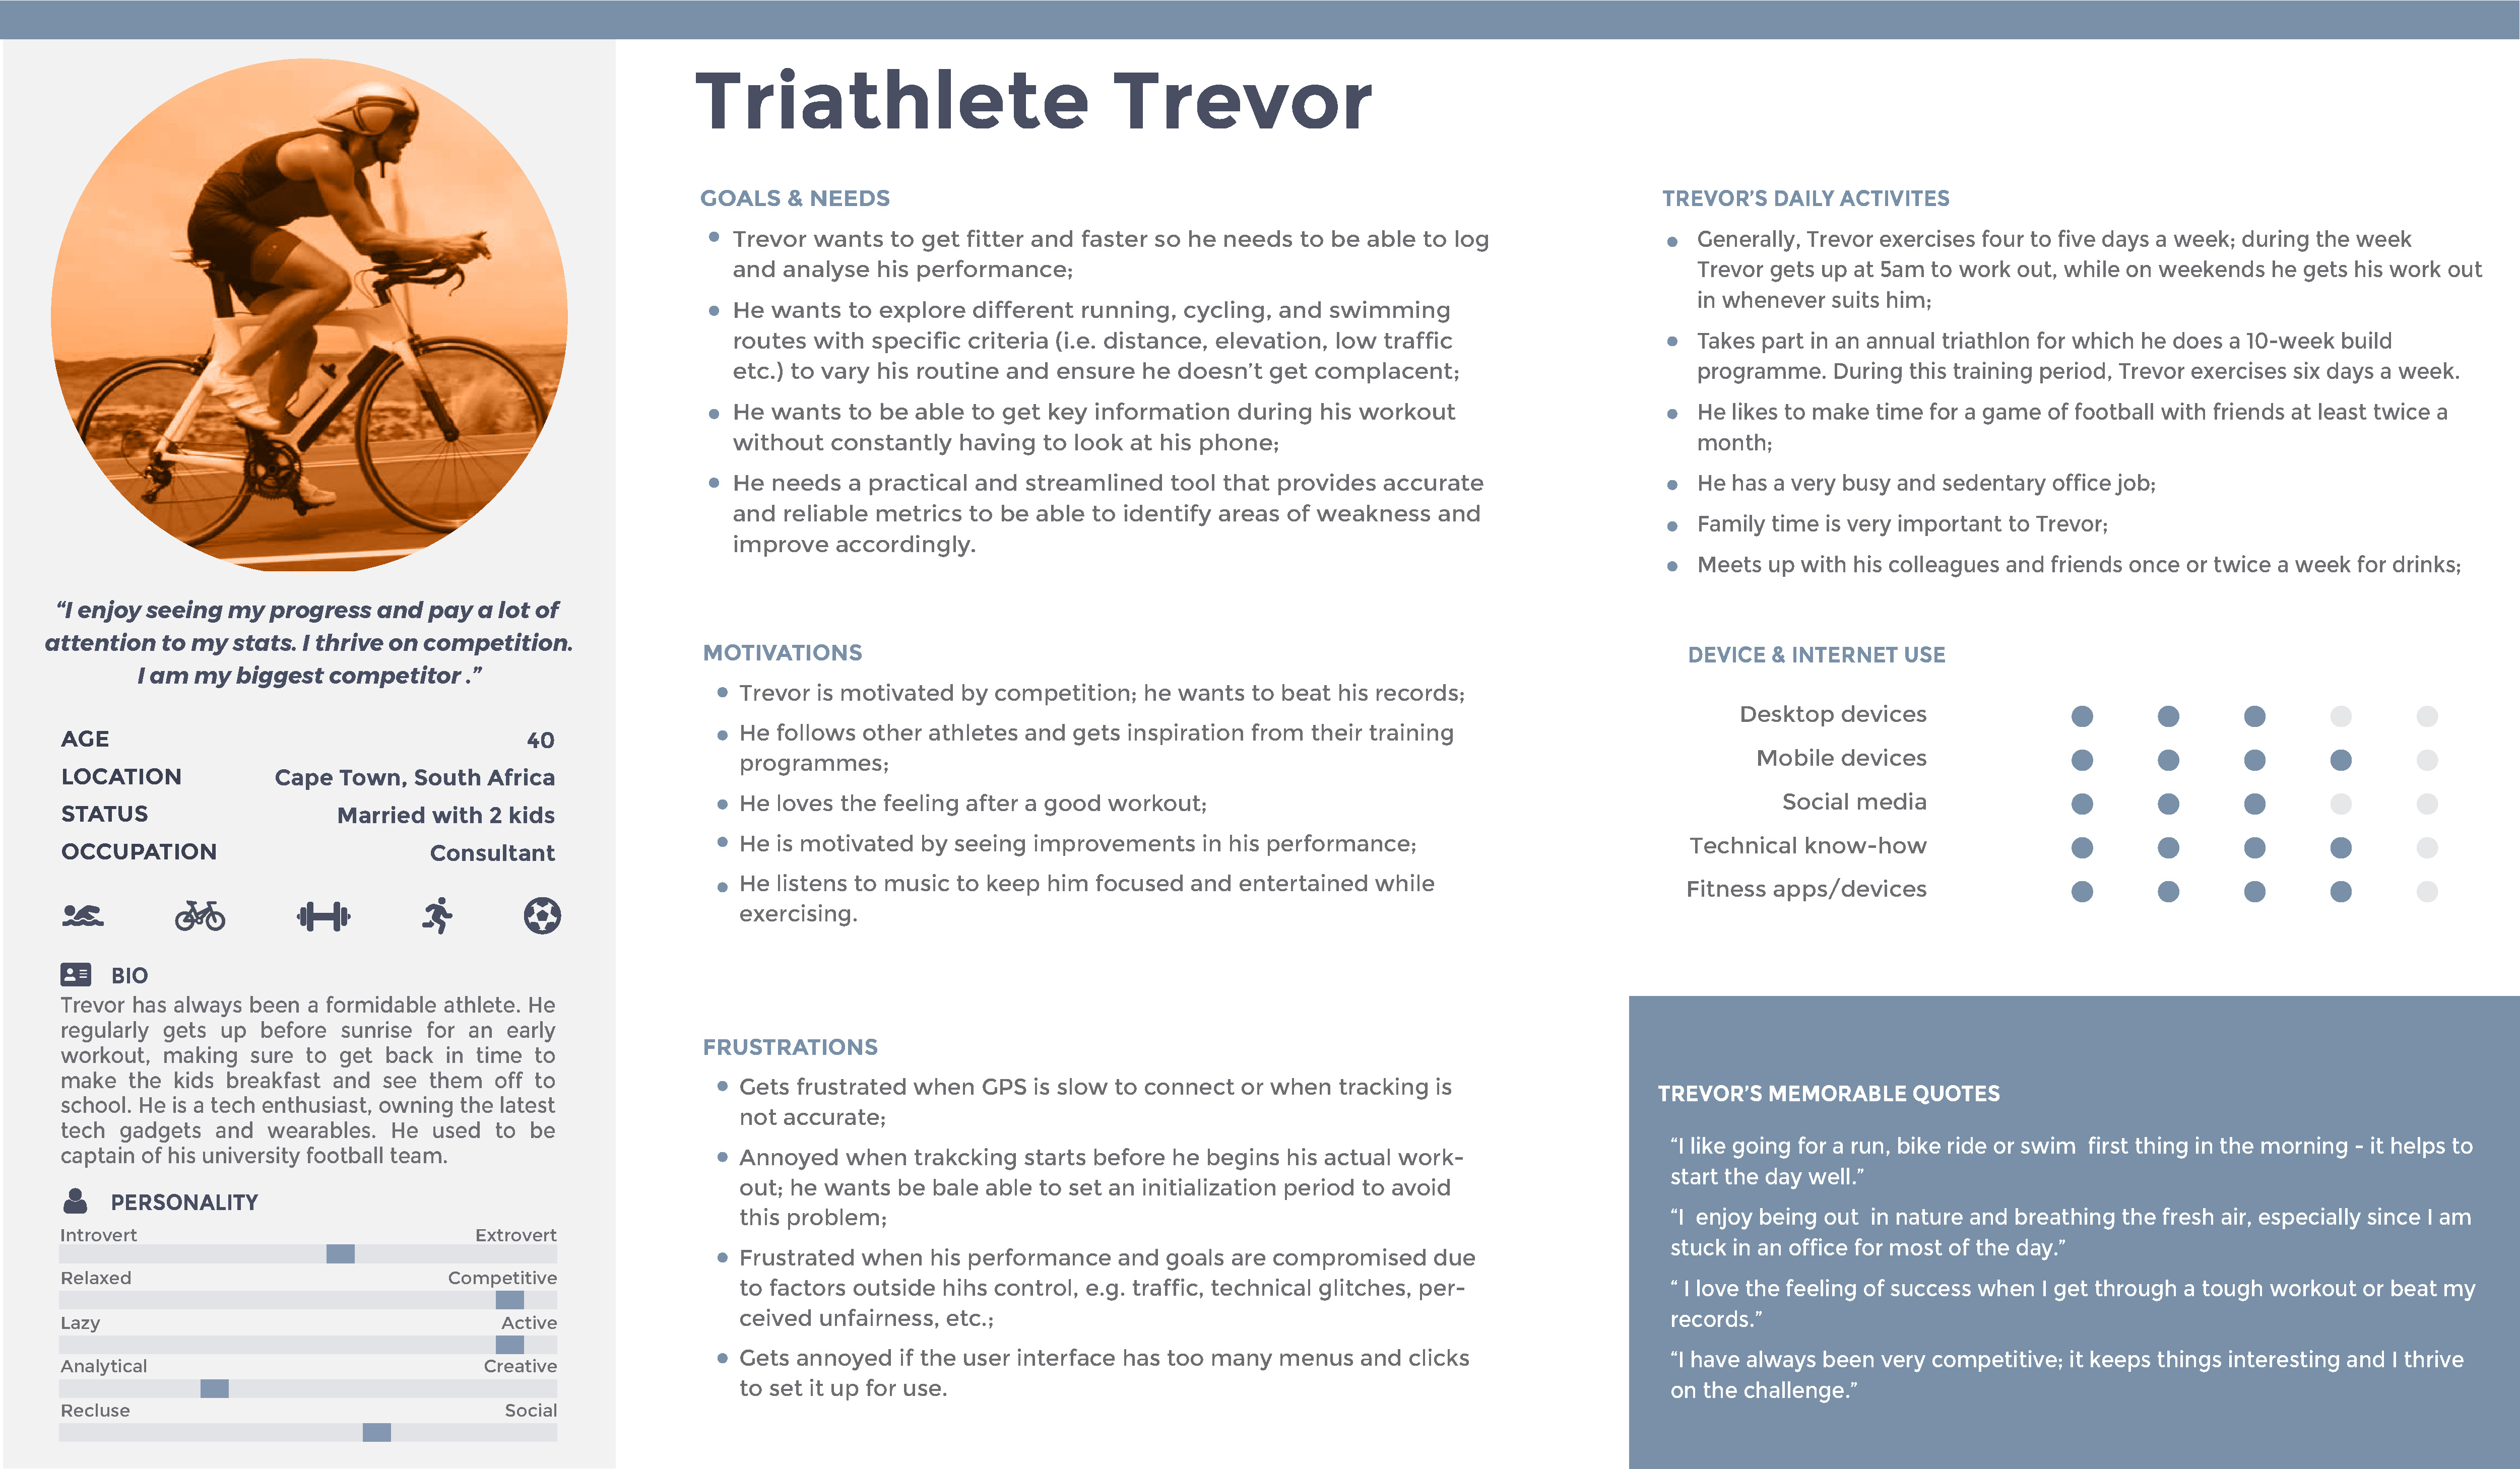 Triathlete Trevor
“I enjoy seeing my progress and pay a lot of
attention to my stats. I thrive on competition.
I am my biggest competitor .”
AGE 40
LOCATION Cape Town, South Africa
STATUS Married with 2 kids
OCCUPATION Consultant
BIO
Trevor has always been a formidable athlete. He
regularly gets up before sunrise for an early
workout, making sure to get back in time to
make the kids breakfast and see them off to
school. He is a tech enthusiast, owning the latest
tech gadgets and wearables. He used to be
captain of his university football team.
PERSONALITY
Introvert Extrovert
Relaxed Competitive
Lazy Active
Analytical Creative
Recluse Social
GOALS & NEEDS
Trevor wants to get fitter and faster so he needs to be able to log
and analyse his performance;
He wants to explore different running, cycling, and swimming
routes with specific criteria (i.e. distance, elevation, low traffic
etc.) to vary his routine and ensure he doesn’t get complacent;
He wants to be able to get key information during his workout
without constantly having to look at his phone;
He needs a practical and streamlined tool that provides accurate
and reliable metrics to be able to identify areas of weakness and
improve accordingly.
MOTIVATIONS
Trevor is motivated by competition; he wants to beat his records;
He follows other athletes and gets inspiration from their training
programmes;
He loves the feeling after a good workout;
He is motivated by seeing improvements in his performance;
He listens to music to keep him focused and entertained while
exercising.
FRUSTRATIONS
Gets frustrated when GPS is slow to connect or when tracking is
not accurate;
Annoyed when trakcking starts before he begins his actual work-
out; he wants be bale able to set an initialization period to avoid
this problem;
Frustrated when his performance and goals are compromised due
to factors outside hihs control, e.g. traffic, technical glitches, per-
ceived unfairness, etc.;
Gets annoyed if the user interface has too many menus and clicks
to set it up for use.
TREVOR’S DAILY ACTIVITES
Generally, Trevor exercises four to five days a week; during the week
Trevor gets up at 5am to work out, while on weekends he gets his work out
in whenever suits him;
Takes part in an annual triathlon for which he does a 10-week build
programme. During this training period, Trevor exercises six days a week.
He likes to make time for a game of football with friends at least twice a
month;
He has a very busy and sedentary office job;
Family time is very important to Trevor;
Meets up with his colleagues and friends once or twice a week for drinks;
DEVICE & INTERNET USE
Desktop devices
Mobile devices
Social media
Technical know-how
Fitness apps/devices
TREVOR’S MEMORABLE QUOTES
“I like going for a run, bike ride or swim  first thing in the morning - it helps to
start the day well.”
“I  enjoy being out  in nature and breathing the fresh air, especially since I am
stuck in an office for most of the day.”
“ I love the feeling of success when I get through a tough workout or beat my
records.”
“I have always been very competitive; it keeps things interesting and I thrive
on the challenge.”